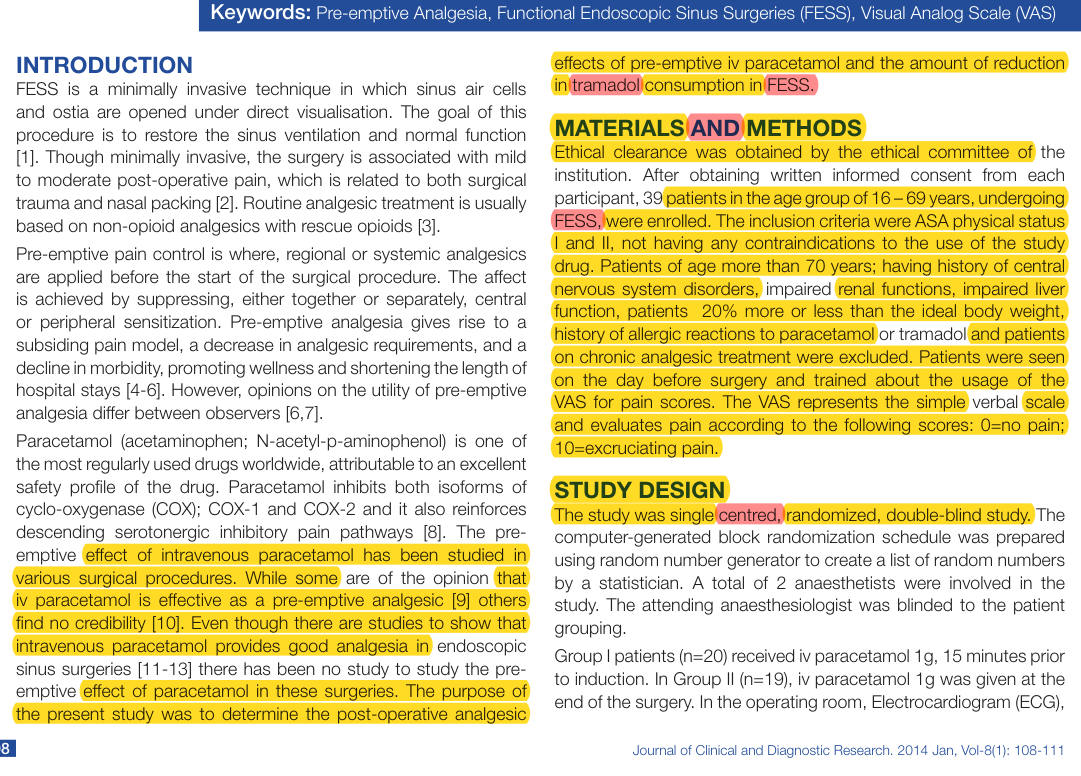 Keywords: Pre-emptive Analgesia, Functional Endoscopic Sinus Surgeries (FESS), Visual Analog Scale (VAS)
INTRODUCTION
FESS is a minimally invasive technique in which sinus air cells
and ostia are opened under direct visualisation. The goal of this
procedure is to restore the sinus ventilation and normal function
[1]. Though minimally invasive, the surgery is associated with mild
to moderate post-operative pain, which is related to both surgical
trauma and nasal packing [2]. Routine analgesic treatment is usually
based on non-opioid analgesics with rescue opioids [3].
Pre-emptive pain control is where, regional or systemic analgesics
are applied before the start of the surgical procedure. The affect
is achieved by suppressing, either together or separately, central
or peripheral sensitization. Pre-emptive analgesia gives rise to a
subsiding pain model, a decrease in analgesic requirements, and a
decline in morbidity, promoting wellness and shortening the length of
hospital stays [4-6]. However, opinions on the utility of pre-emptive
analgesia differ between observers [6,7].
Paracetamol (acetaminophen; N-acetyl-p-aminophenol) is one of
the most regularly used drugs worldwide, attributable to an excellent
safety profile of the drug. Paracetamol inhibits both isoforms of
cyclo-oxygenase (COX); COX-1 and COX-2 and it also reinforces
descending serotonergic inhibitory pain pathways [8]. The pre-
emptive effect of intravenous paracetamol has been studied in
various surgical procedures. While some are of the opinion that
iv paracetamol is effective as a pre-emptive analgesic [9] others
find no credibility [10]. Even though there are studies to show that
intravenous paracetamol provides good analgesia in endoscopic
sinus surgeries [11-13] there has been no study to study the pre-
emptive effect of paracetamol in these surgeries. The purpose of
the present study was to determine the post-operative analgesic
effects of pre-emptive iv paracetamol and the amount of reduction
in tramadol consumption in FESS.
MATERIALS AND METHODS
Ethical clearance was obtained by the ethical committee of the
institution. After obtaining written informed consent from each
participant, 39 patients in the age group of 16 – 69 years, undergoing
FESS, were enrolled. The inclusion criteria were ASA physical status
I and II, not having any contraindications to the use of the study
drug. Patients of age more than 70 years; having history of central
nervous system disorders, impaired renal functions, impaired liver
function, patients 20% more or less than the ideal body weight,
history of allergic reactions to paracetamol or tramadol and patients
on chronic analgesic treatment were excluded. Patients were seen
on the day before surgery and trained about the usage of the
VAS for pain scores. The VAS represents the simple verbal scale
and evaluates pain according to the following scores: 0=no pain;
10=excruciating pain.
STUDY DESIGN
The study was single centred, randomized, double-blind study. The
computer-generated block randomization schedule was prepared
using random number generator to create a list of random numbers
by a statistician. A total of 2 anaesthetists were involved in the
study. The attending anaesthesiologist was blinded to the patient
grouping.
Group I patients (n=20) received iv paracetamol 1g, 15 minutes prior
to induction. In Group II (n=19), iv paracetamol 1g was given at the
end of the surgery. In the operating room, Electrocardiogram (ECG),
8
Journal of Clinical and Diagnostic Research. 2014 Jan, Vol-8(1): 108-111